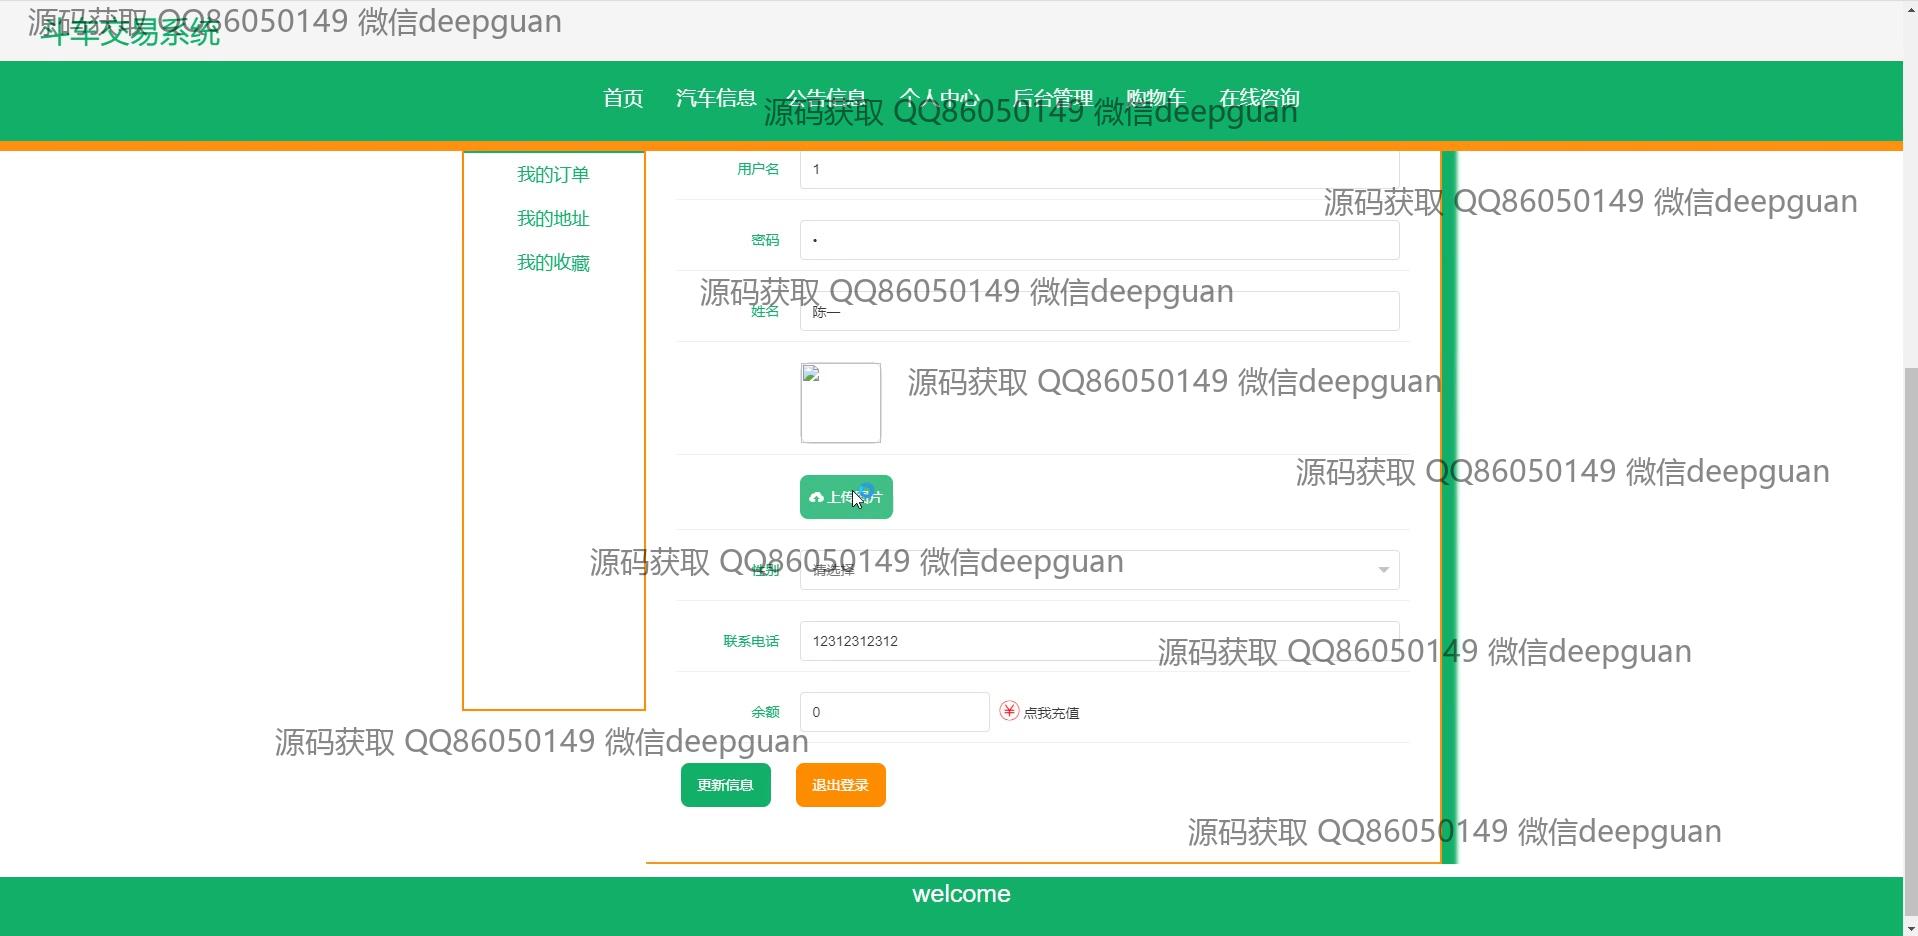 源码获取 QQ86050149 微信deepguan
斗车交易系统
首页 汽车信息 公告信息 个人中心 后台管理 购物车 在线咨询
源码获取 QQ86050149 微信deepguan
我的订单
我的地址
我的收藏
用户名 1
源码获取 QQ86050149 微信deepguan
密码 •
源码获取 QQ86050149 微信deepguan
姓名 陈一
源码获取 QQ86050149 微信deepguan
源码获取 QQ86050149 微信deepguan
上传图片
源码获取 QQ86050149 微信deepguan
性别 请选择
联系电话 12312312312
源码获取 QQ86050149 微信deepguan
余额 0 点我充值
源码获取 QQ86050149 微信deepguan
更新信息 退出登录
源码获取 QQ86050149 微信deepguan
welcome